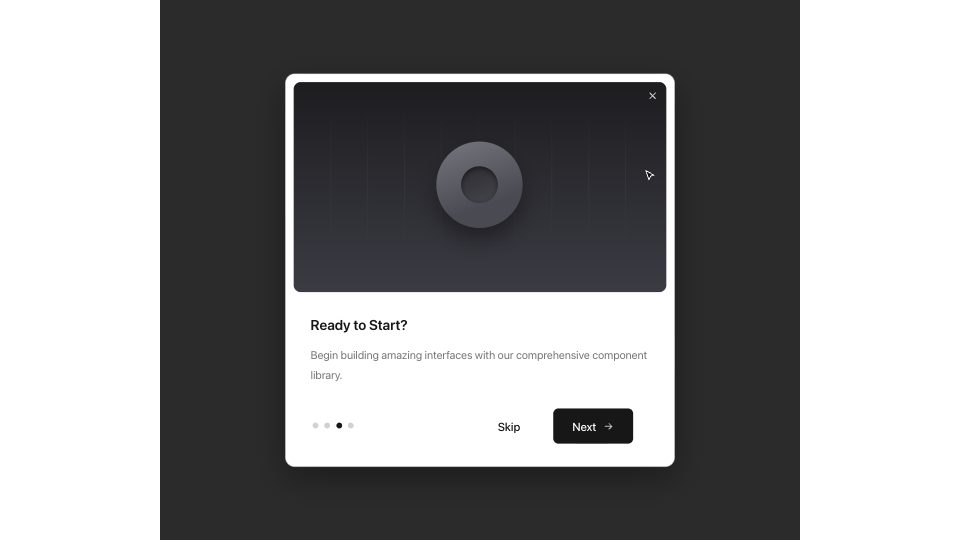 Ready to Start?
Begin building amazing interfaces with our comprehensive component
library.
Skip
Next